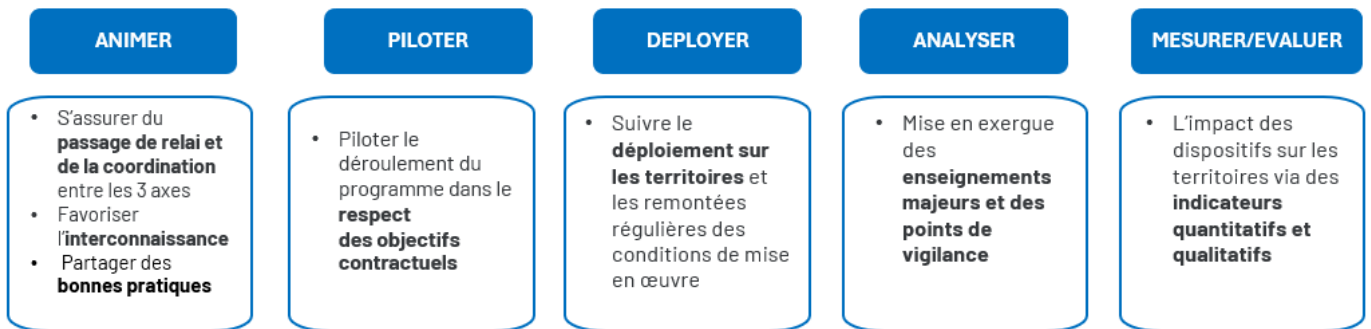 ANIMER
S'assurer du
passage de relai et
de la coordination
entre les 3 axes
Favoriser
l'interconnaissance
Partager des
bonnes pratiques
PILOTER
Piloter le
déroulement du
programme dans le
respect
des objectifs
contractuels
DEPLOYER
Suivre le
déploiement sur
les territoires et
les remontées
régulières des
conditions de mise
en œuvre
ANALYSER
Mise en exergue
des
enseignements
majeurs et des
points de
vigilance
MESURER/EVALUER
L'impact des
dispositifs sur les
territoires via des
indicateurs
quantitatifs et
qualitatifs